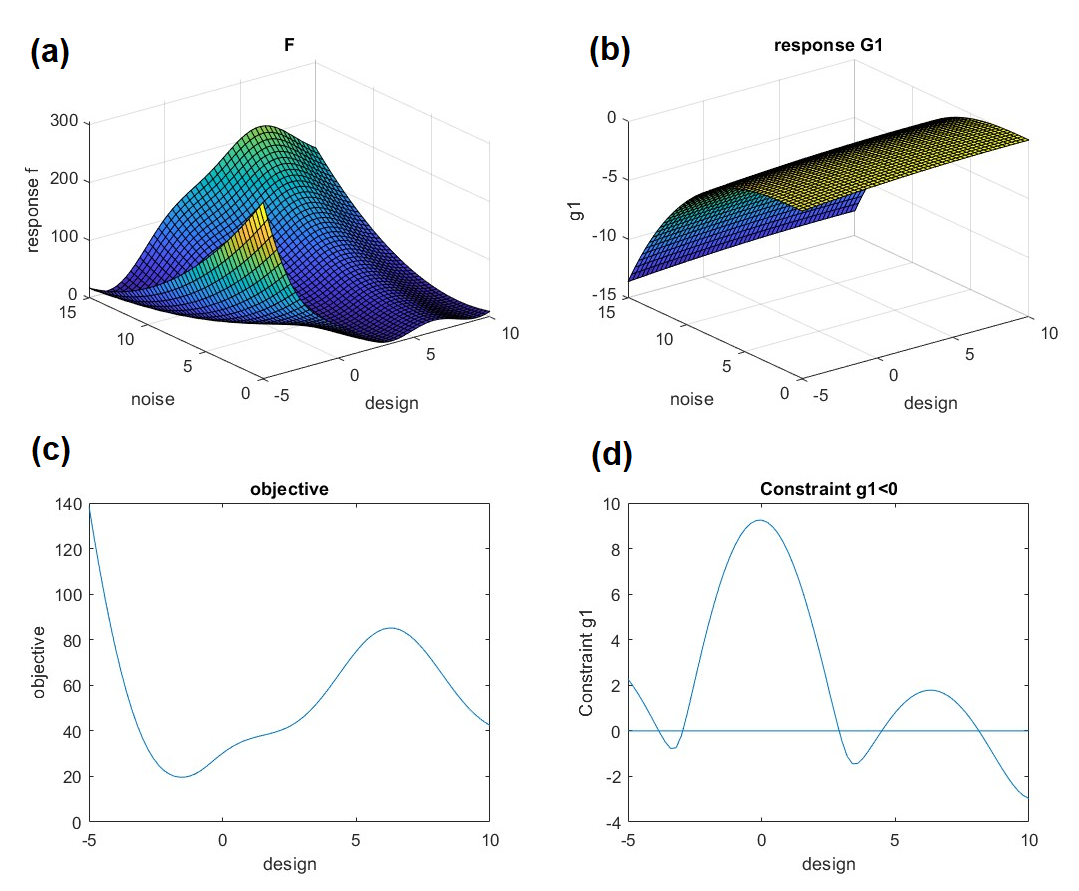 (a)
F
response f
300
200
100
0
15
10
5
0
-5
0
5
10
noise
design
(b)
response G1
g1
0
-5
-10
-15
15
10
5
0
-5
0
5
10
noise
design
(c)
objective
objective
140
120
100
80
60
40
20
0
-5
0
5
10
design
(d)
Constraint g1<0
Constraint g1
10
8
6
4
2
0
-2
-4
-5
0
5
10
design